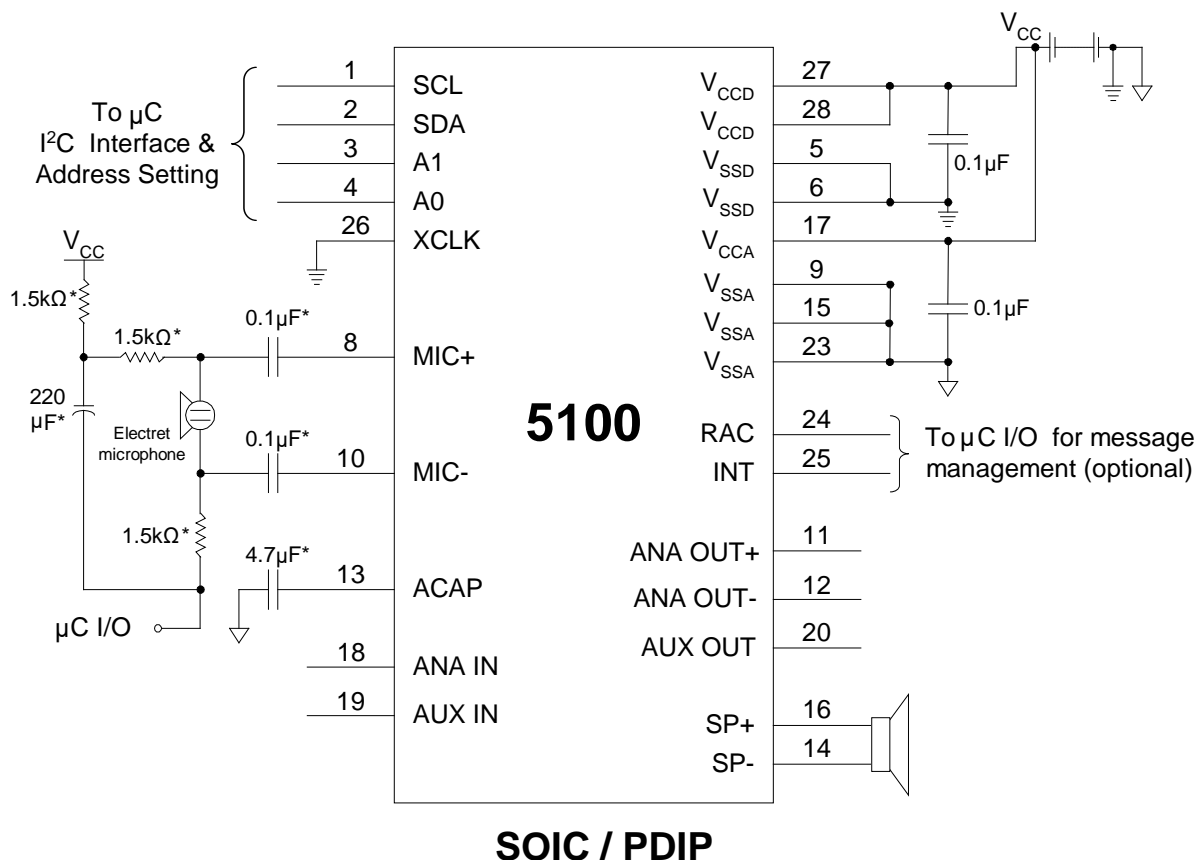 To µC
I²C Interface &
Address Setting
1
SCL
2
SDA
3
A1
4
A0
26
XCLK
V_CC
1.5kΩ*
1.5kΩ*
0.1µF*
8
MIC+
220
µF*
Electret
microphone
0.1µF*
10
MIC-
1.5kΩ*
4.7µF*
13
ACAP
µC I/O
18
ANA IN
19
AUX IN
5100
V_CC
V_CCD
27
V_CCD
28
V_SSD
5
V_SSD
6
0.1µF
V_CCA
17
V_SSA
9
V_SSA
15
V_SSA
23
0.1µF
RAC
24
INT
25
To µC I/O for message
management (optional)
ANA OUT+
11
ANA OUT-
12
AUX OUT
20
SP+
16
SP-
14
SOIC / PDIP